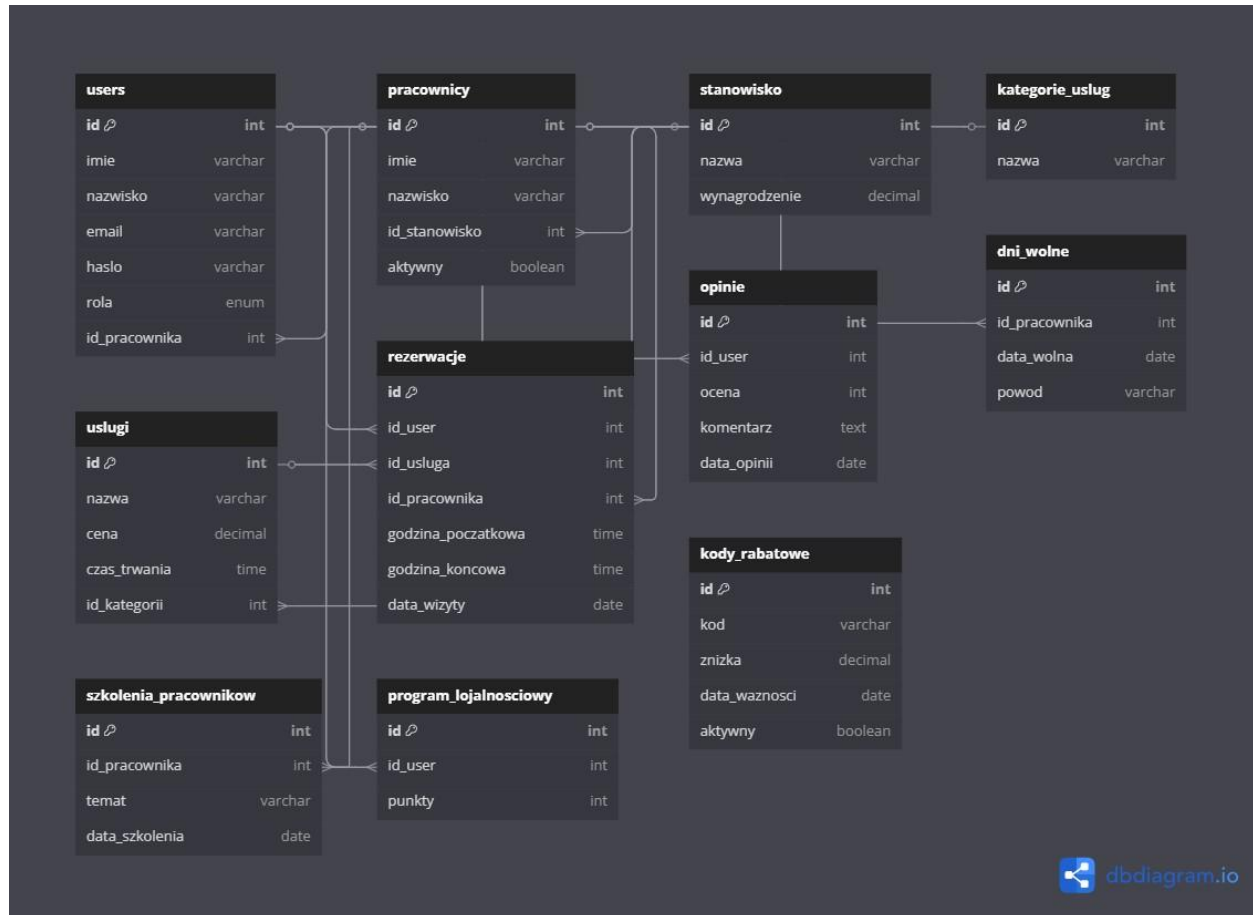 users
id int
imie varchar
nazwisko varchar
email varchar
haslo varchar
rola enum
id_pracownika int
pracownicy
id int
imie varchar
nazwisko varchar
id_stanowisko int
aktywny boolean
stanowisko
id int
nazwa varchar
wynagrodzenie decimal
kategorie_uslug
id int
nazwa varchar
dni_wolne
id int
id_pracownika int
data_wolna date
powod varchar
opinie
id int
id_user int
ocena int
komentarz text
data_opinii date
rezerwacje
id int
id_user int
id_usluga int
id_pracownika int
godzina_poczatkowa time
godzina_koncowa time
data_wizyty date
uslugi
id int
nazwa varchar
cena decimal
czas_trwania time
id_kategorii int
kody_rabatowe
id int
kod varchar
znizka decimal
data_waznosci date
aktywny boolean
szkolenia_pracownikow
id int
id_pracownika int
temat varchar
data_szkolenia date
program_lojalnosciowy
id int
id_user int
punkty int
dbdiagram.io